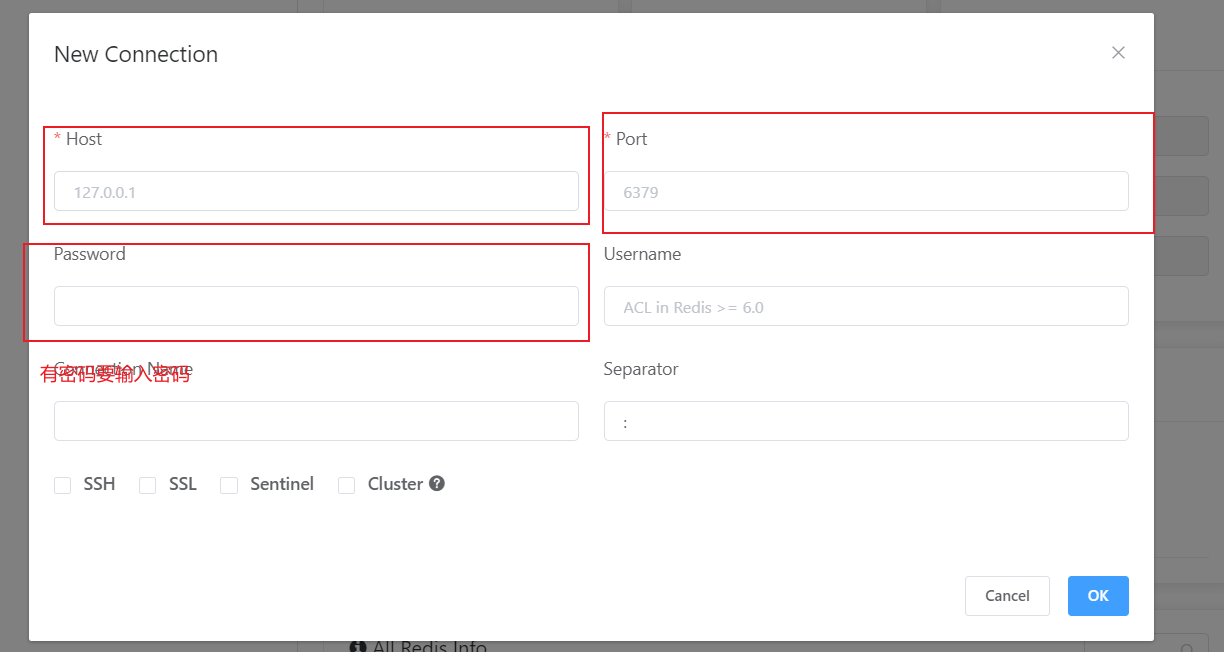 New Connection
* Host
* Port
127.0.0.1
6379
Password
Username
ACL in Redis >= 6.0
Connection Name
有密码要输入密码
Separator
:
SSH
SSL
Sentinel
Cluster ?
Cancel
OK
All Redis Info